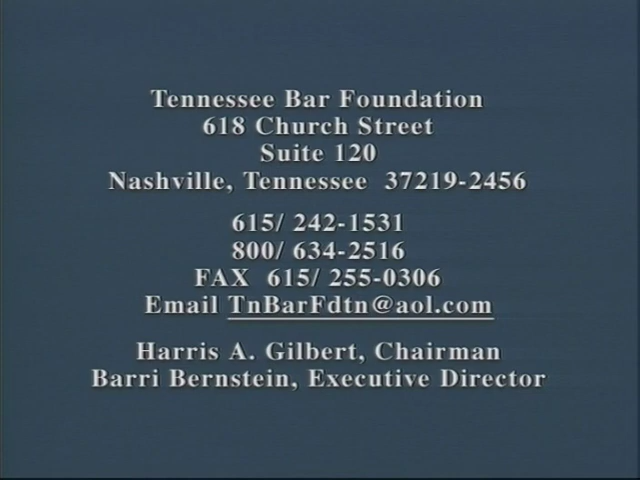 Tennessee Bar Foundation
618 Church Street
Suite 120
Nashville, Tennessee  37219-2456
615/ 242-1531
800/ 634-2516
FAX  615/ 255-0306
Email TnBarFdtn@aol.com
Harris A. Gilbert, Chairman
Barri Bernstein, Executive Director